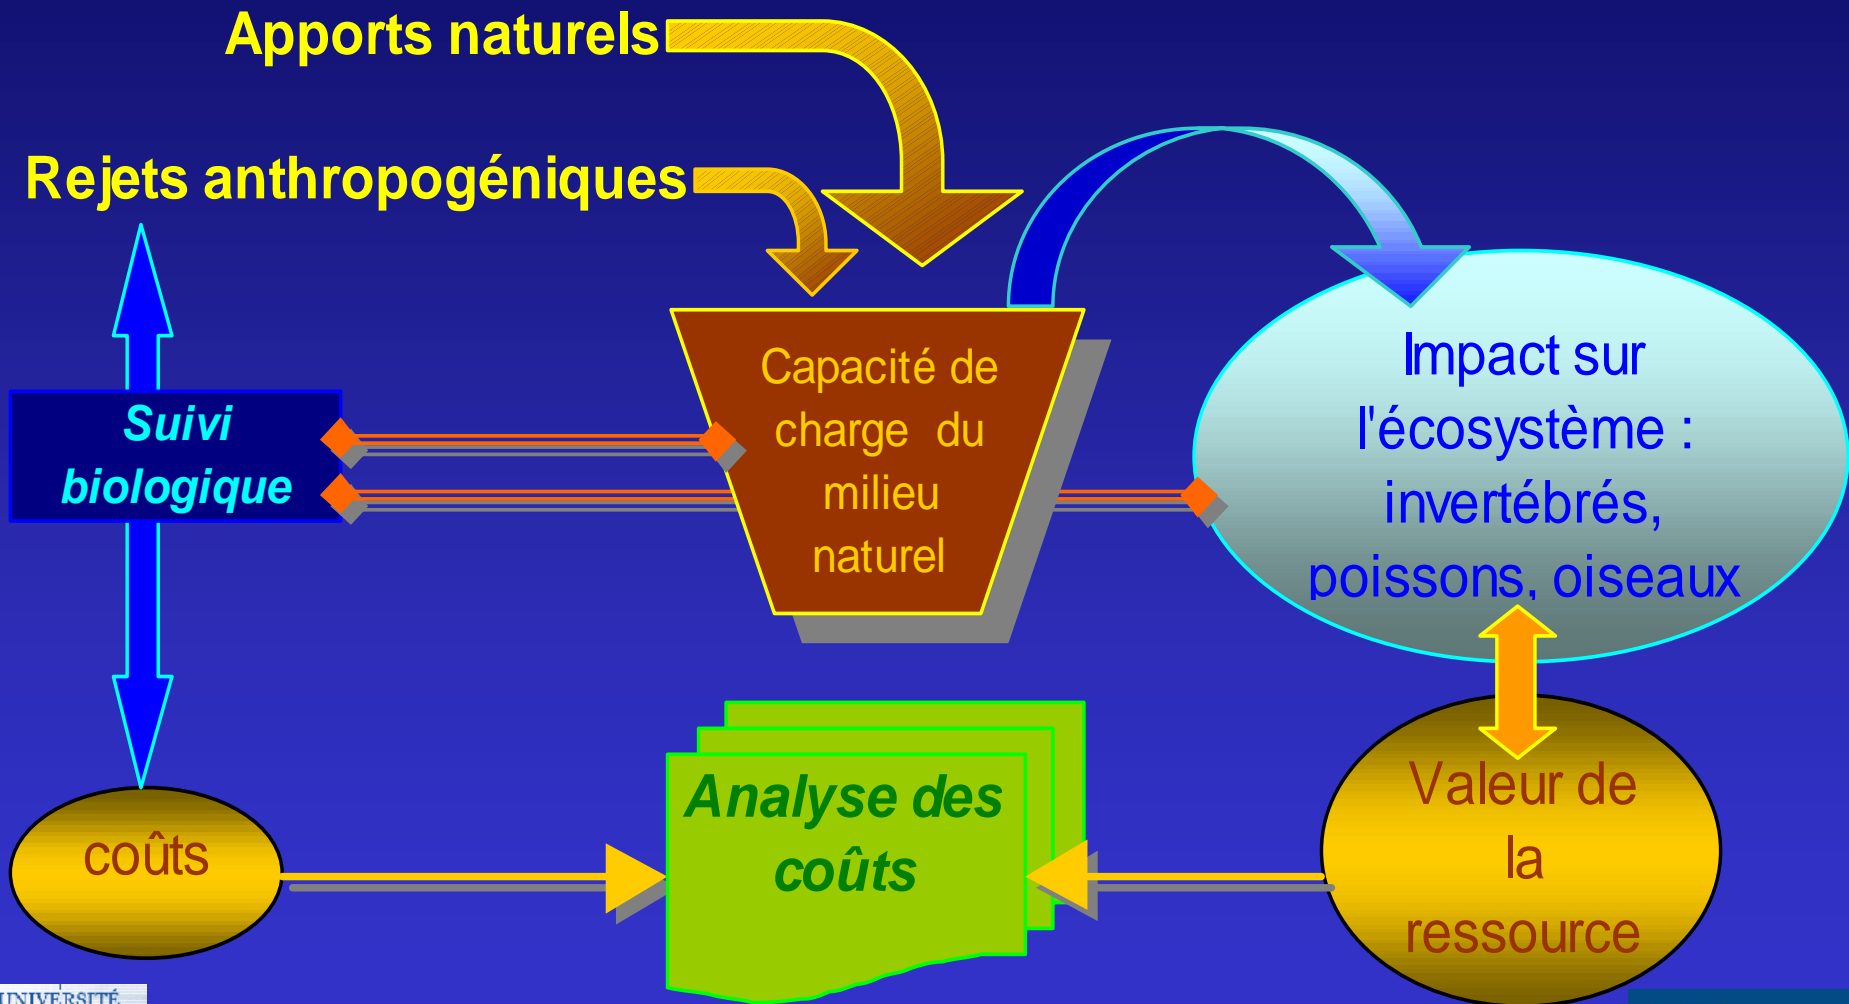 Apports naturels
Rejets anthropogéniques
Suivi
biologique
Capacité de
charge du
milieu
naturel
Impact sur
l'écosystème :
invertébrés,
poissons, oiseaux
coûts
Analyse des
coûts
Valeur de
la
ressource
UNIVERSITÉ